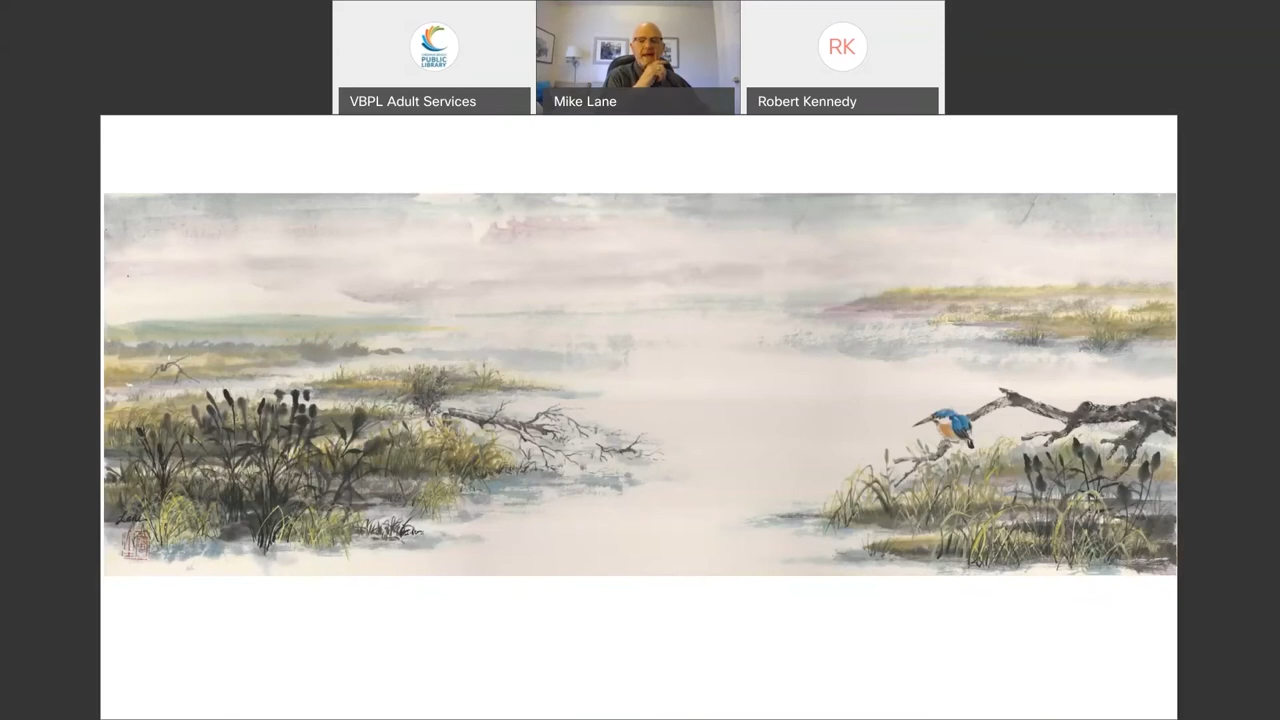 PUBLIC
LIBRARY
VBPL Adult Services
Mike Lane
RK
Robert Kennedy